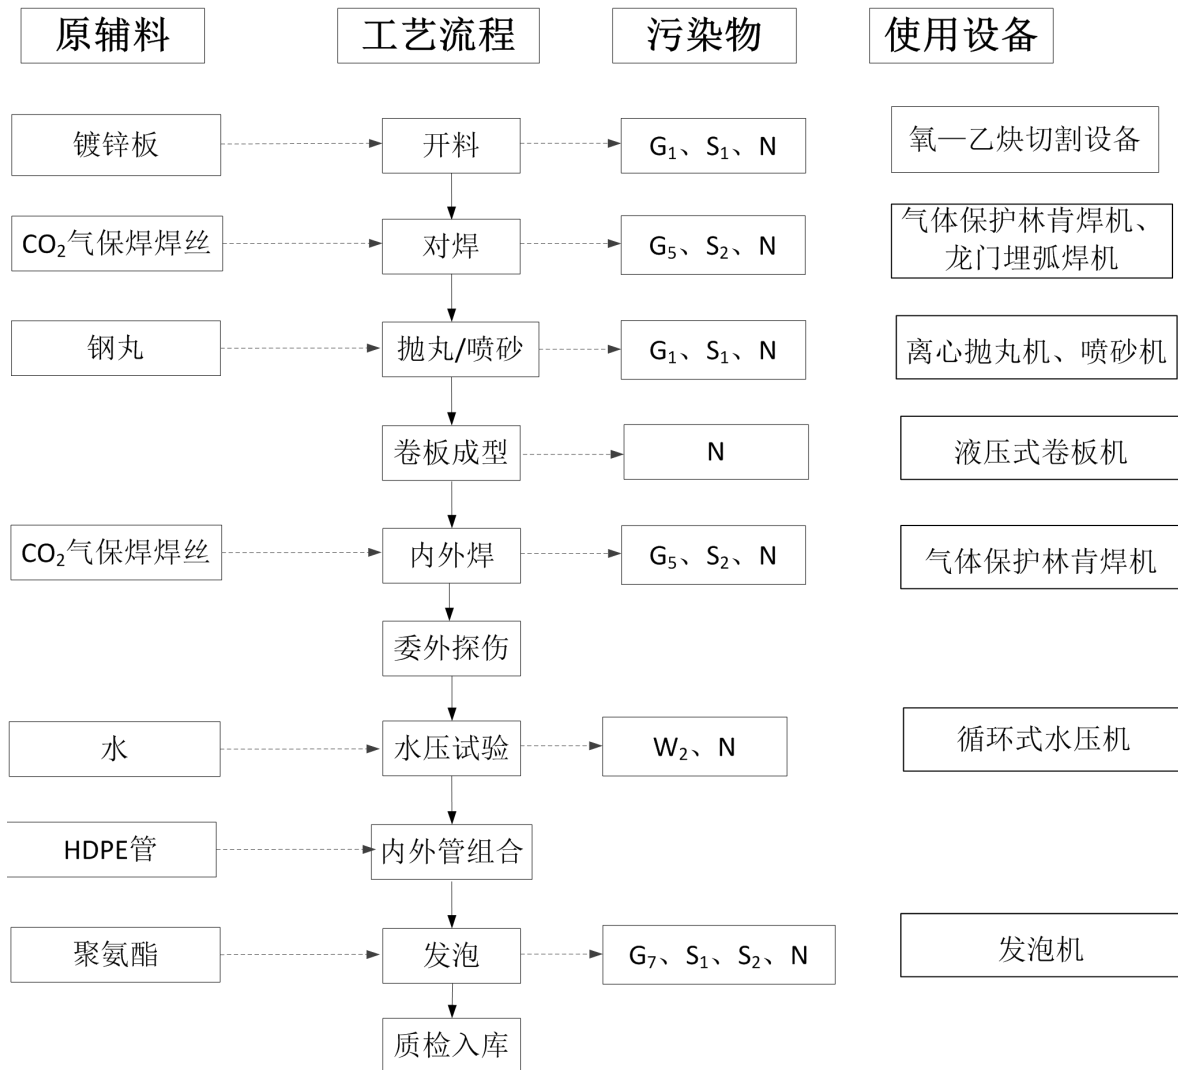 原辅料 工艺流程 污染物 使用设备
镀锌板 开料 G₁、S₁、N 氧—乙炔切割设备
CO₂气保焊焊丝 对焊 G₅、S₂、N 气体保护林肯焊机、
龙门埋弧焊机
钢丸 抛丸/喷砂 G₁、S₁、N 离心抛丸机、喷砂机
卷板成型 N 液压式卷板机
CO₂气保焊焊丝 内外焊 G₅、S₂、N 气体保护林肯焊机
委外探伤
水 水压试验 W₂、N 循环式水压机
HDPE管 内外管组合
聚氨酯 发泡 G₇、S₁、S₂、N 发泡机
质检入库